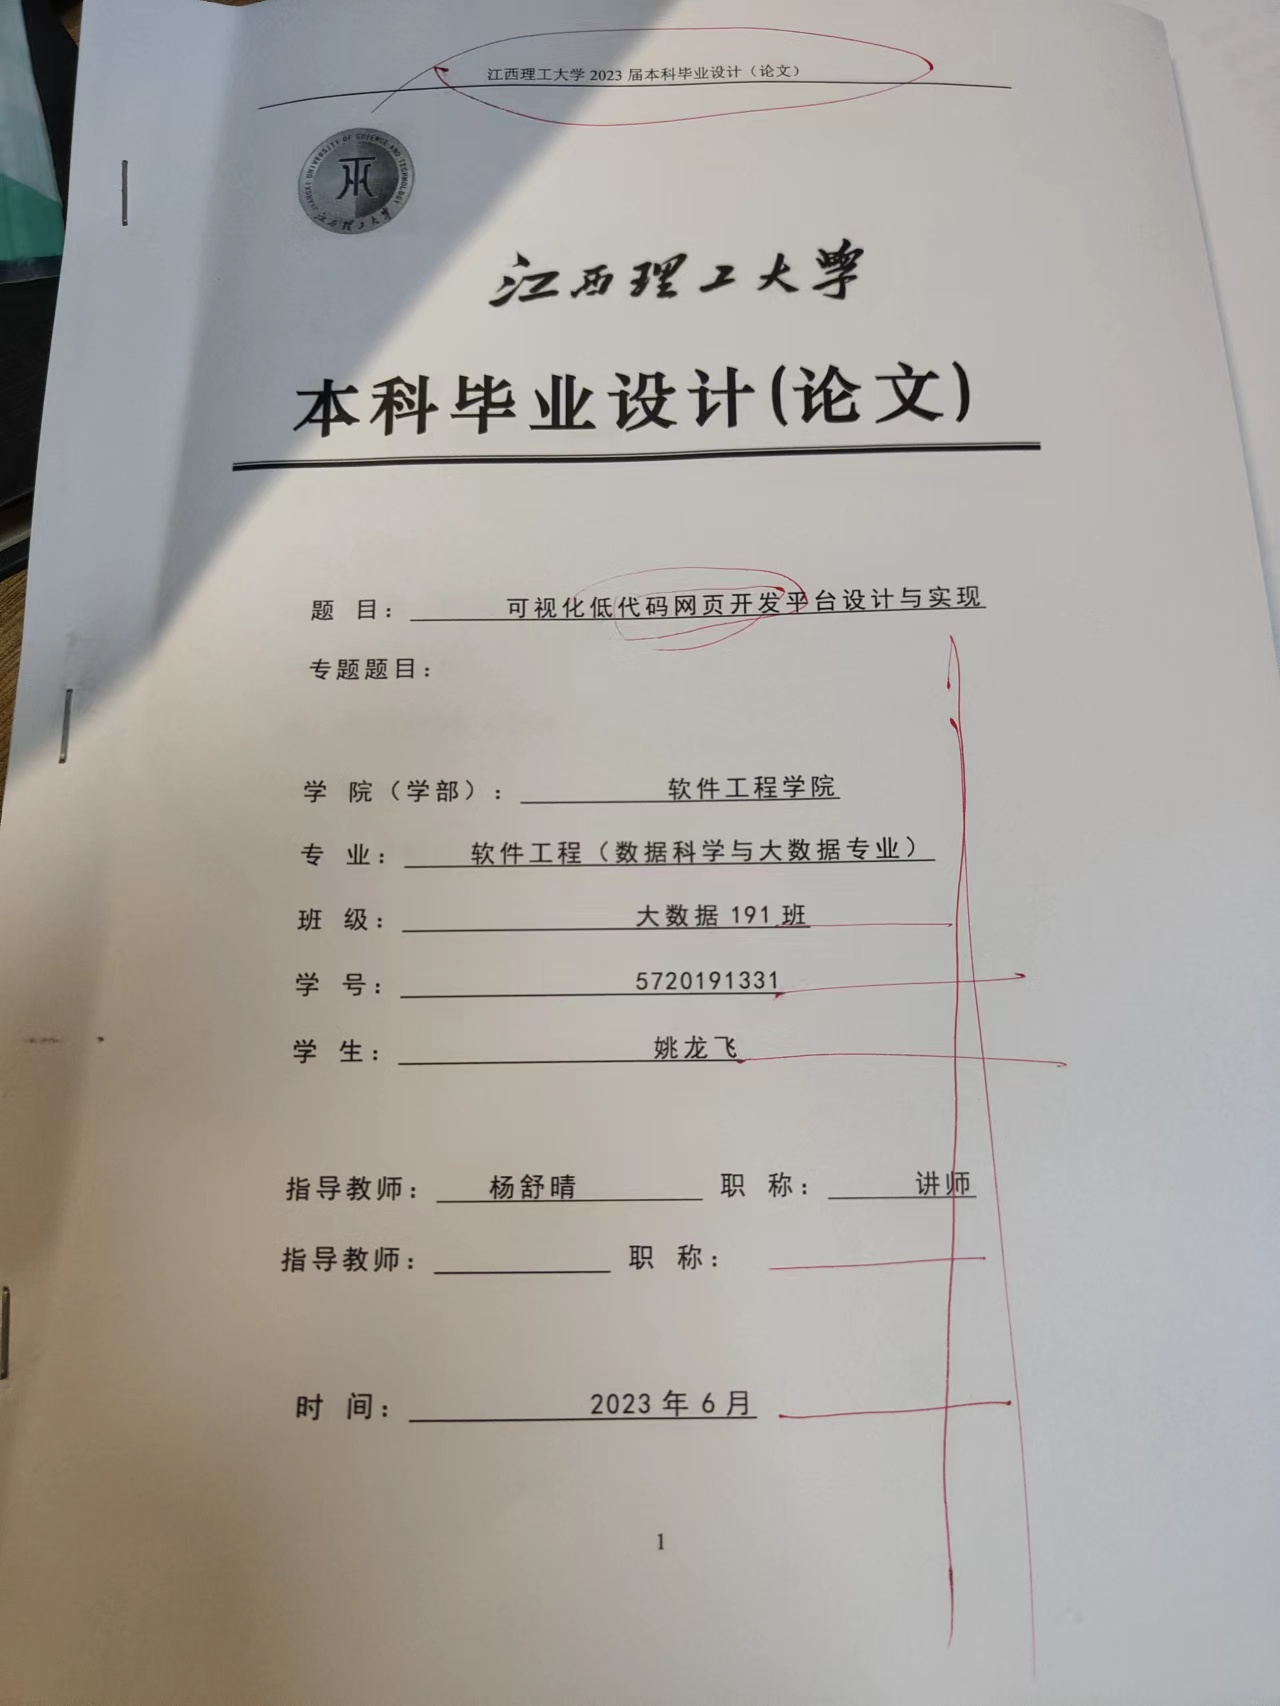 江西理工大学 2023 届本科毕业设计（论文）
JIANGXI UNIVERSITY OF SCIENCE AND TECHNOLOGY
江西理工大学
江西理工大学
本科毕业设计(论文)
题 目： 可视化低代码网页开发平台设计与实现
专题题目：
学 院（学部）： 软件工程学院
专 业： 软件工程（数据科学与大数据专业）
班 级： 大数据 191 班
学 号： 5720191331
学 生： 姚龙飞
指导教师： 杨舒晴 职 称： 讲师
指导教师： 职 称：
时 间： 2023 年 6 月
1